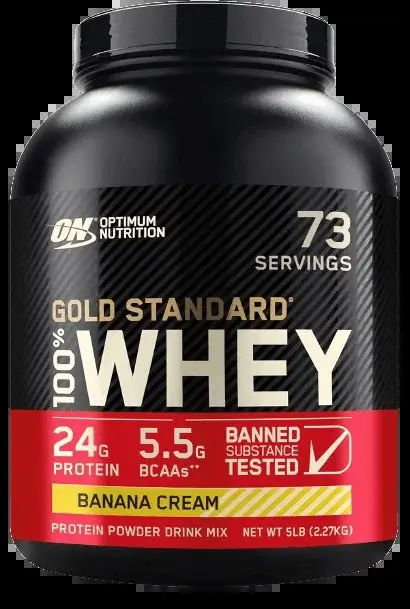 ON® OPTIMUM
NUTRITION
73
SERVINGS
GOLD STANDARD®
100% WHEY
24G
PROTEIN
5.5G
BCAAs**
BANNED
SUBSTANCE
TESTED
BANANA CREAM
PROTEIN POWDER DRINK MIX NET WT 5LB (2.27KG)